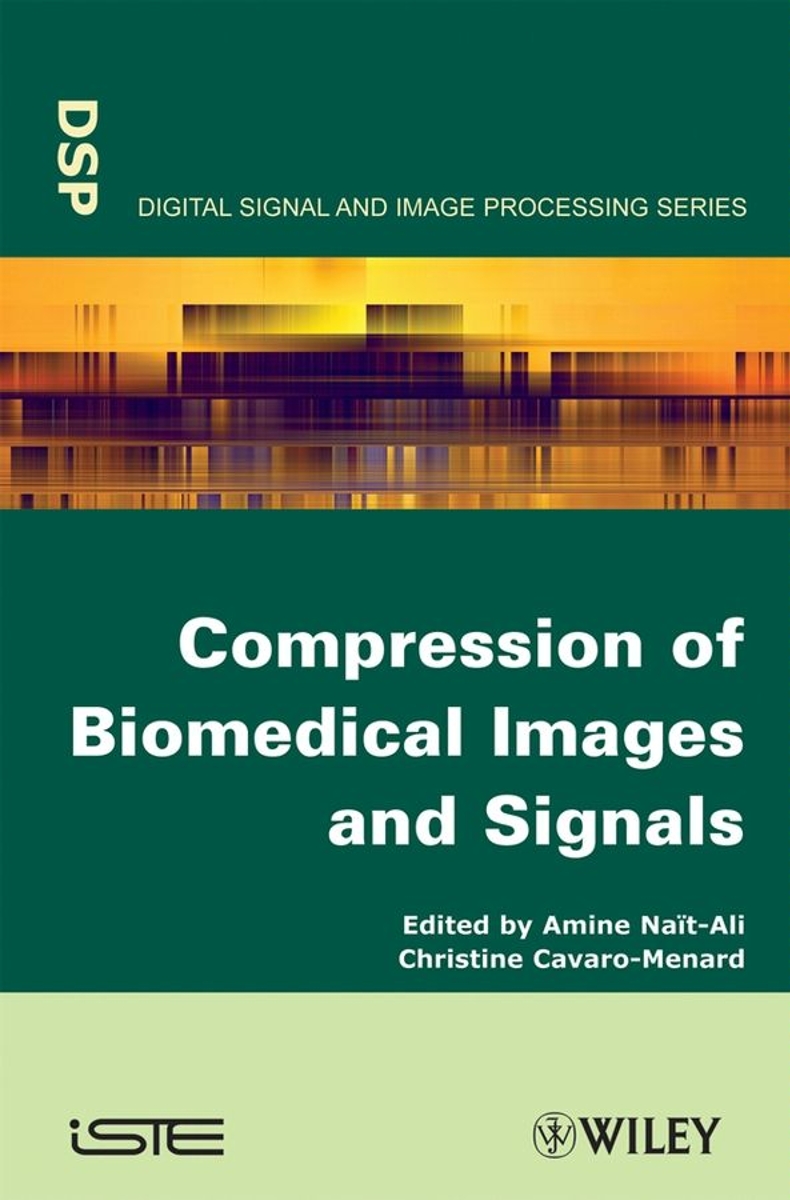 DSP
DIGITAL SIGNAL AND IMAGE PROCESSING SERIES
Compression of
Biomedical Images
and Signals
Edited by Amine Naït-Ali
Christine Cavaro-Menard
iSTE
WILEY